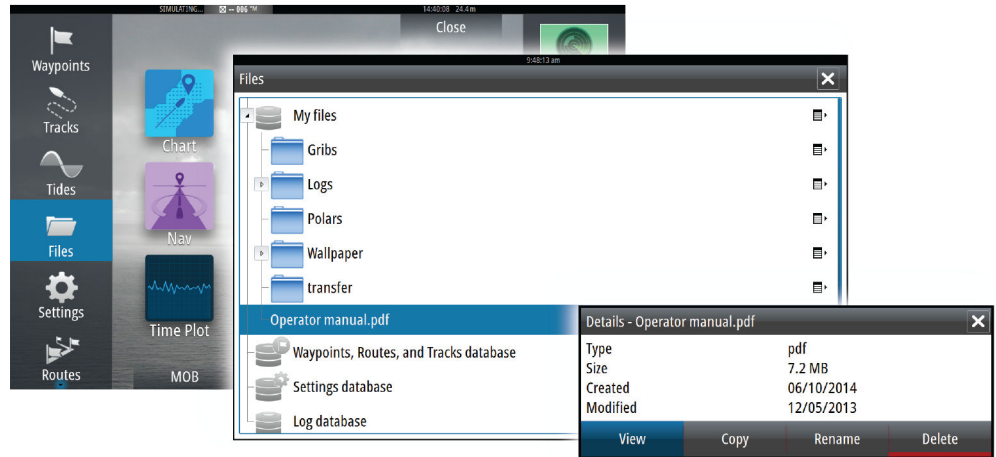 SIMULATING... -- 006 °M 14:40:08 24.4 m
Close
Waypoints
Tracks
Tides
Files
Settings
Routes
Chart
Nav
Time Plot
MOB
9:48:13 am
Files
My files
Gribs
Logs
Polars
Wallpaper
transfer
Operator manual.pdf
Waypoints, Routes, and Tracks database
Settings database
Log database
Details - Operator manual.pdf
Type pdf
Size 7.2 MB
Created 06/10/2014
Modified 12/05/2013
View Copy Rename Delete